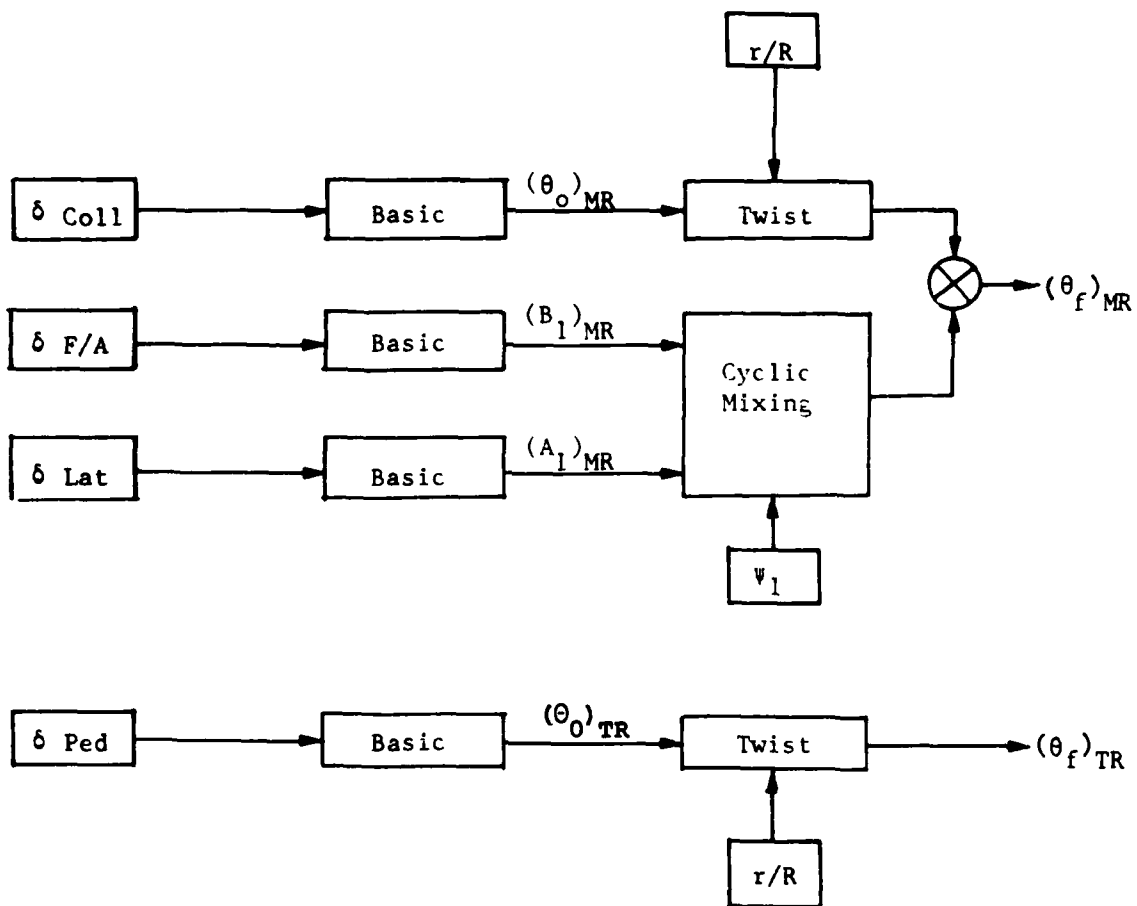 r/R
δ Coll
Basic
(θo)MR
Twist
(θf)MR
δ F/A
Basic
(B1)MR
Cyclic
Mixing
δ Lat
Basic
(A1)MR
Ψ1
δ Ped
Basic
(Θ0)TR
Twist
(θf)TR
r/R